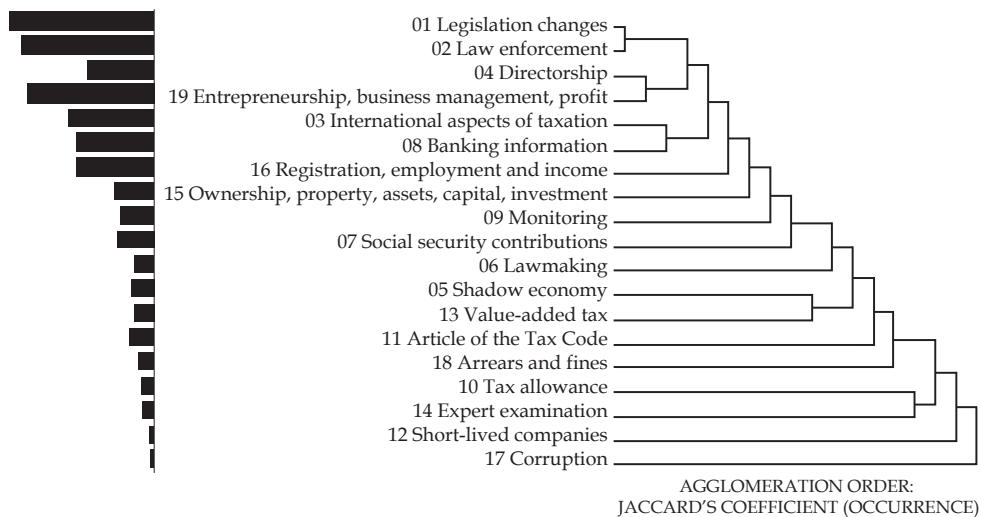 01 Legislation changes
02 Law enforcement
04 Directorship
19 Entrepreneurship, business management, profit
03 International aspects of taxation
08 Banking information
16 Registration, employment and income
15 Ownership, property, assets, capital, investment
09 Monitoring
07 Social security contributions
06 Lawmaking
05 Shadow economy
13 Value-added tax
11 Article of the Tax Code
18 Arrears and fines
10 Tax allowance
14 Expert examination
12 Short-lived companies
17 Corruption
AGGLOMERATION ORDER:
JACCARD'S COEFFICIENT (OCCURRENCE)